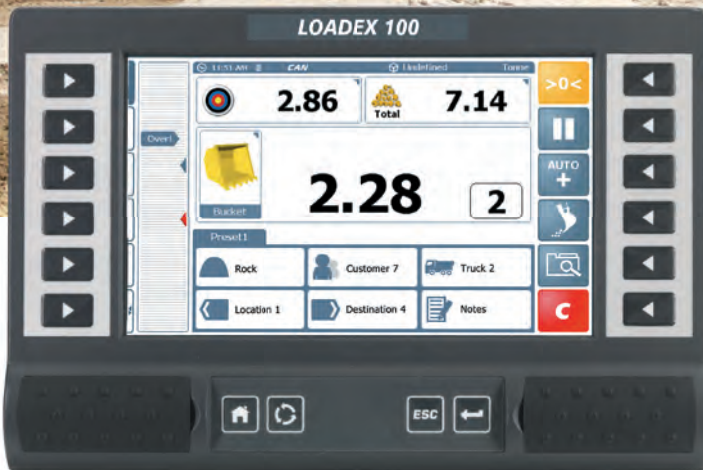 LOADEX 100
11:51 AM CAN Undefined Tonne
>0<
2.86 Total 7.14
Overl
AUTO
+
Bucket 2.28 2
Preset1
Rock Customer 7 Truck 2
Location 1 Destination 4 Notes
C
ESC